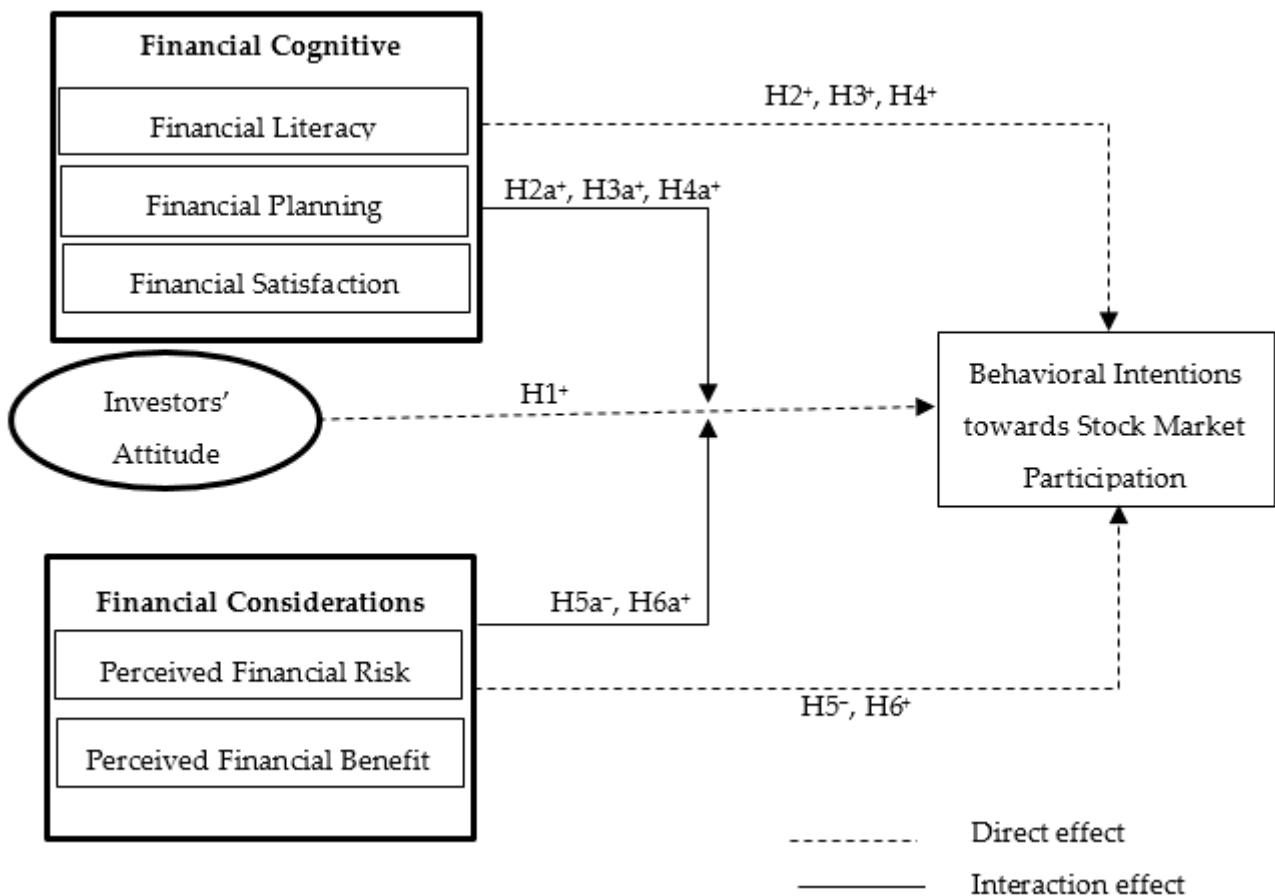 Financial Cognitive
Financial Literacy
Financial Planning
Financial Satisfaction
H2⁺, H3⁺, H4⁺
H2a⁺, H3a⁺, H4a⁺
Investors’
Attitude
H1⁺
Behavioral Intentions
towards Stock Market
Participation
Financial Considerations
Perceived Financial Risk
Perceived Financial Benefit
H5a⁻, H6a⁺
H5⁻, H6⁺
Direct effect
Interaction effect